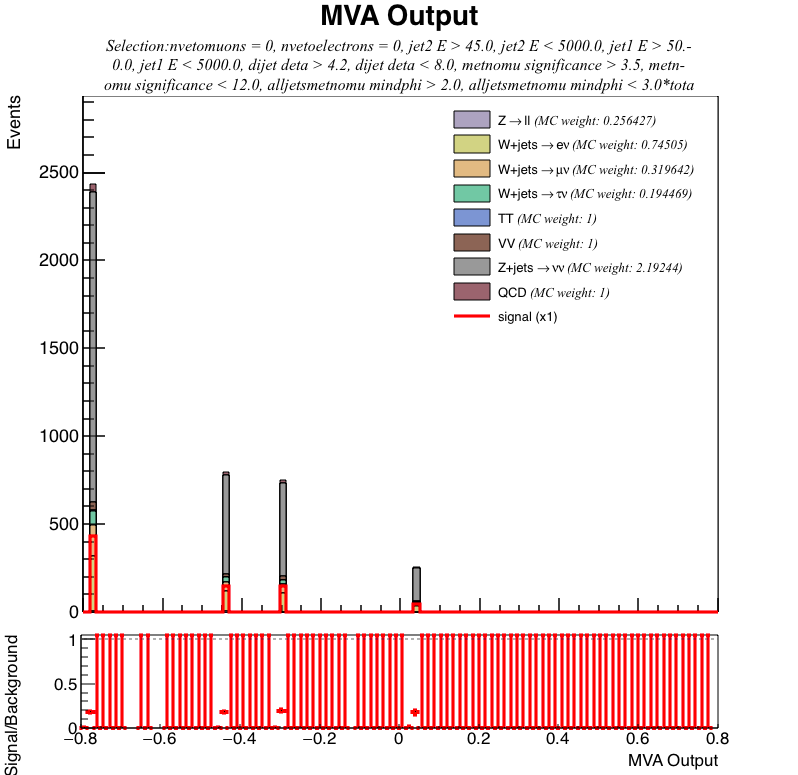 MVA Output
Selection:nvetomuons = 0, nvetoelectrons = 0, jet2 E > 45.0, jet2 E < 5000.0, jet1 E > 50.-
0.0, jet1 E < 5000.0, dijet deta > 4.2, dijet deta < 8.0, metnomu significance > 3.5, metn-
omu significance < 12.0, alljetsmetnomu mindphi > 2.0, alljetsmetnomu mindphi < 3.0*tota
Events
2500
2000
1500
1000
500
0
Z → ll (MC weight: 0.256427)
W+jets → eν (MC weight: 0.74505)
W+jets → μν (MC weight: 0.319642)
W+jets → τν (MC weight: 0.194469)
TT (MC weight: 1)
VV (MC weight: 1)
Z+jets → νν (MC weight: 2.19244)
QCD (MC weight: 1)
signal (x1)
Signal/Background
1
0.5
0
−0.8 −0.6 −0.4 −0.2 0 0.2 0.4 0.6 0.8
MVA Output